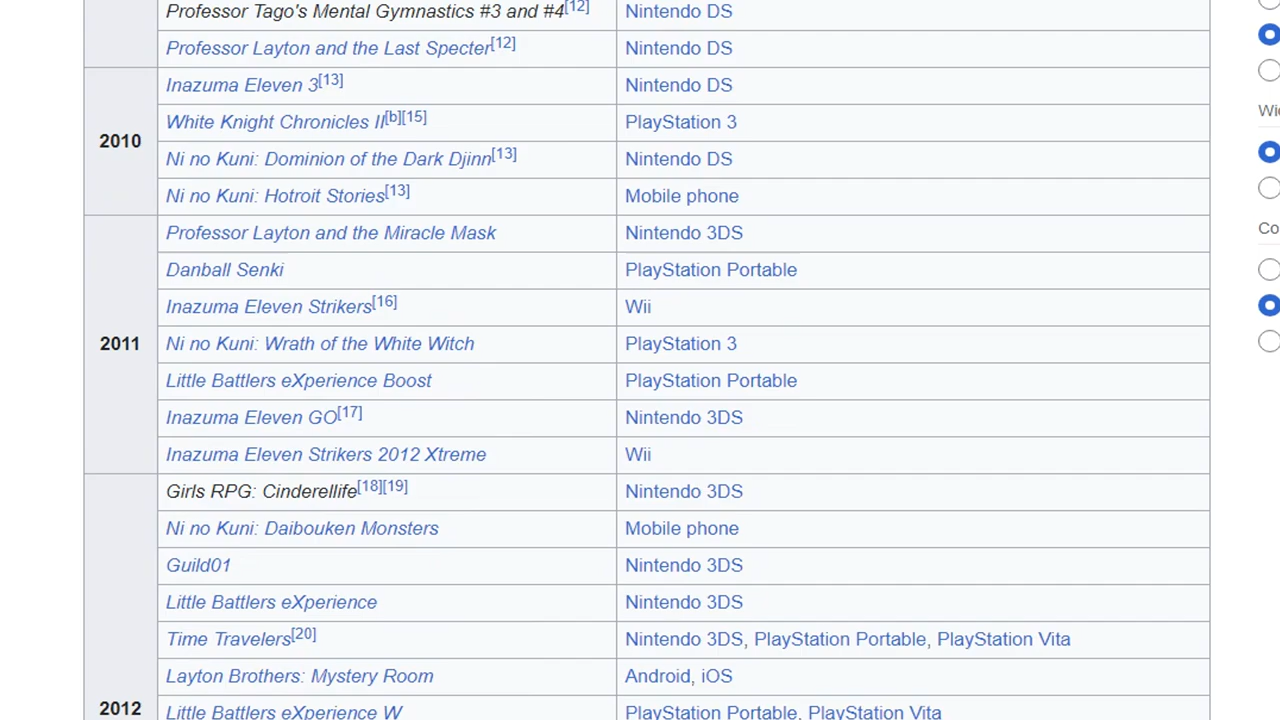 Professor Tago's Mental Gymnastics #3 and #4[12] Nintendo DS
Professor Layton and the Last Specter[12] Nintendo DS
2010
Inazuma Eleven 3[13] Nintendo DS
White Knight Chronicles II[b][15] PlayStation 3
Ni no Kuni: Dominion of the Dark Djinn[13] Nintendo DS
Ni no Kuni: Hotroit Stories[13] Mobile phone
2011
Professor Layton and the Miracle Mask Nintendo 3DS
Danball Senki PlayStation Portable
Inazuma Eleven Strikers[16] Wii
Ni no Kuni: Wrath of the White Witch PlayStation 3
Little Battlers eXperience Boost PlayStation Portable
Inazuma Eleven GO[17] Nintendo 3DS
Inazuma Eleven Strikers 2012 Xtreme Wii
2012
Girls RPG: Cinderellife[18][19] Nintendo 3DS
Ni no Kuni: Daibouken Monsters Mobile phone
Guild01 Nintendo 3DS
Little Battlers eXperience Nintendo 3DS
Time Travelers[20] Nintendo 3DS, PlayStation Portable, PlayStation Vita
Layton Brothers: Mystery Room Android, iOS
Little Battlers eXperience W PlayStation Portable, PlayStation Vita